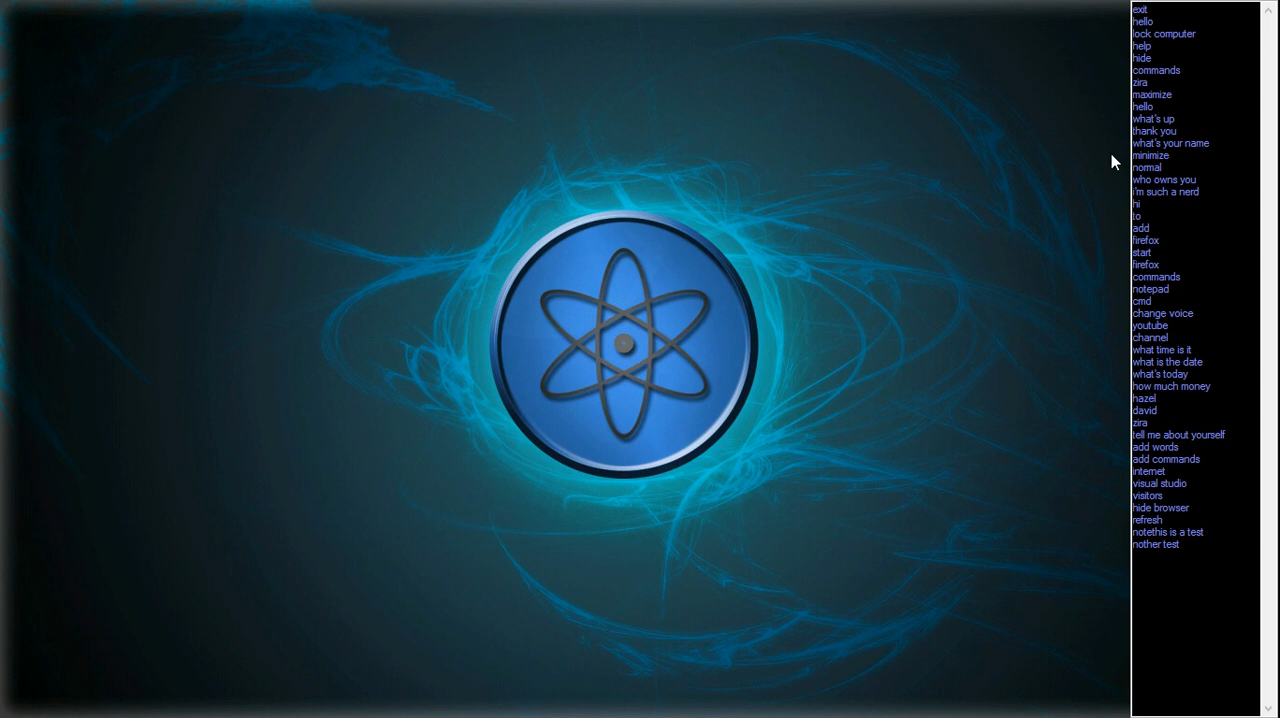 exit
hello
lock computer
help
hide
commands
zira
maximize
hello
what's up
thank you
what's your name
minimize
normal
who owns you
i'm such a nerd
hi
to
add
firefox
start
firefox
commands
notepad
cmd
change voice
youtube
channel
what time is it
what is the date
what's today
how much money
hazel
david
zira
tell me about yourself
add words
add commands
internet
visual studio
visitors
hide browser
refresh
notethis is a test
nother test